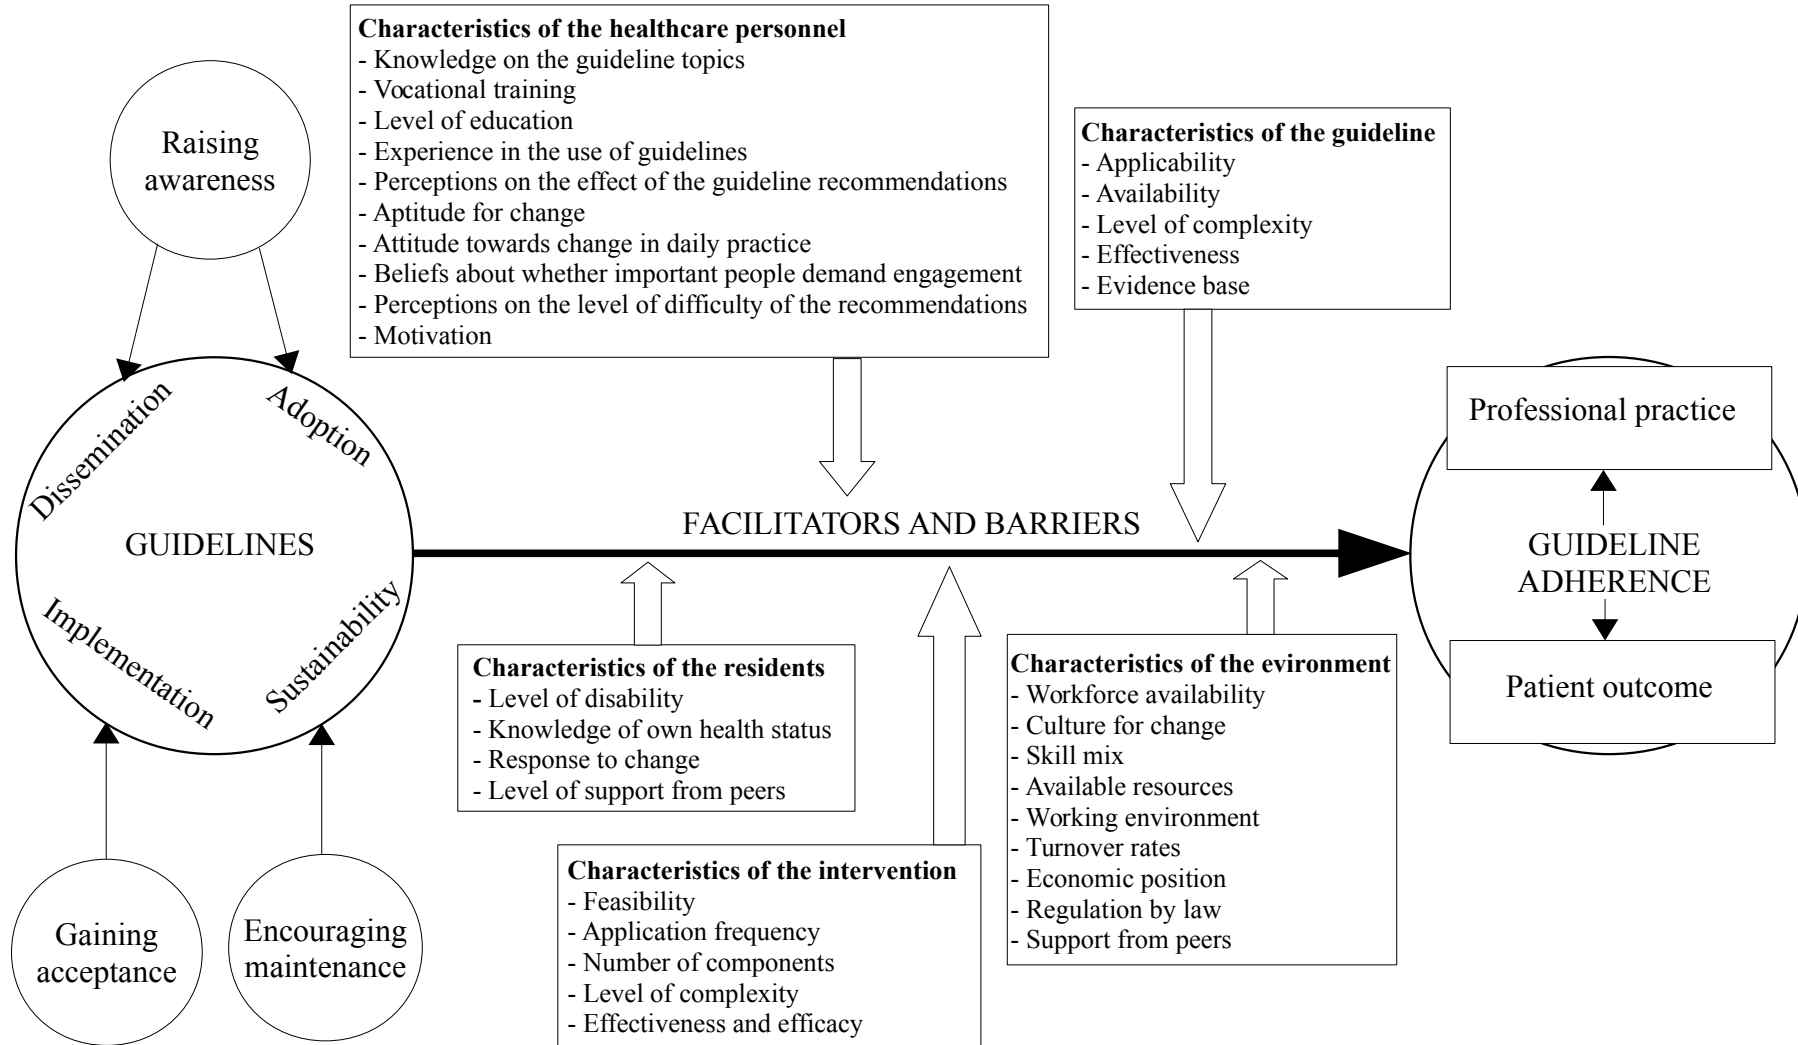 Characteristics of the healthcare personnel
- Knowledge on the guideline topics
- Vocational training
- Level of education
- Experience in the use of guidelines
- Perceptions on the effect of the guideline recommendations
- Aptitude for change
- Attitude towards change in daily practice
- Beliefs about whether important people demand engagement
- Perceptions on the level of difficulty of the recommendations
- Motivation
Raising
awareness
Characteristics of the guideline
- Applicability
- Availability
- Level of complexity
- Effectiveness
- Evidence base
Dissemination
Adoption
GUIDELINES
Implementation
Sustainability
FACILITATORS AND BARRIERS
Professional practice
GUIDELINE
ADHERENCE
Patient outcome
Characteristics of the residents
- Level of disability
- Knowledge of own health status
- Response to change
- Level of support from peers
Characteristics of the evironment
- Workforce availability
- Culture for change
- Skill mix
- Available resources
- Working environment
- Turnover rates
- Economic position
- Regulation by law
- Support from peers
Characteristics of the intervention
- Feasibility
- Application frequency
- Number of components
- Level of complexity
- Effectiveness and efficacy
Gaining
acceptance
Encouraging
maintenance